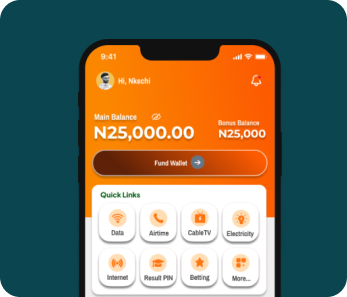 9:41
Hi, Nkechi
Main Balance
N25,000.00
Bonus Balance
N25,000
Fund Wallet
Quick Links
Data Airtime CableTV Electricity
Internet Result PIN Betting More...